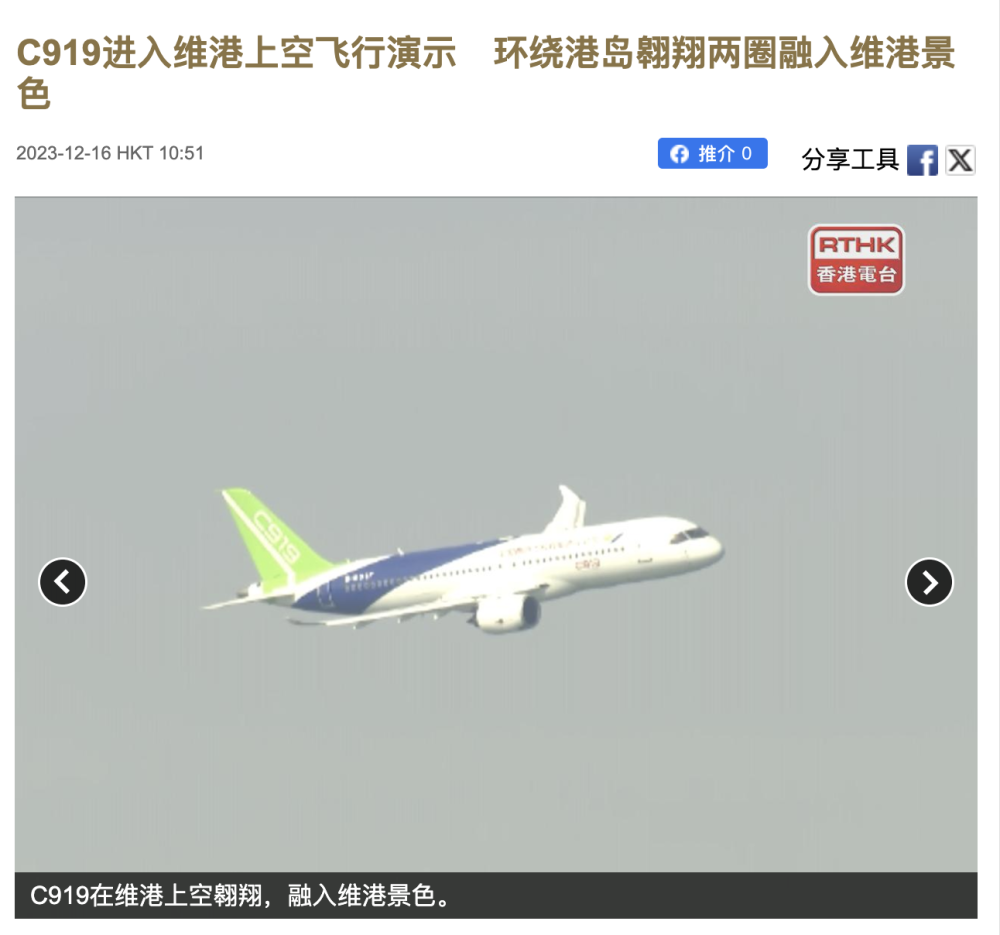 C919进入维港上空飞行演示　环绕港岛翱翔两圈融入维港景
色
2023-12-16 HKT 10:51
推介 0
分享工具
RTHK
香港電台
C919
C919
C919在维港上空翱翔，融入维港景色。